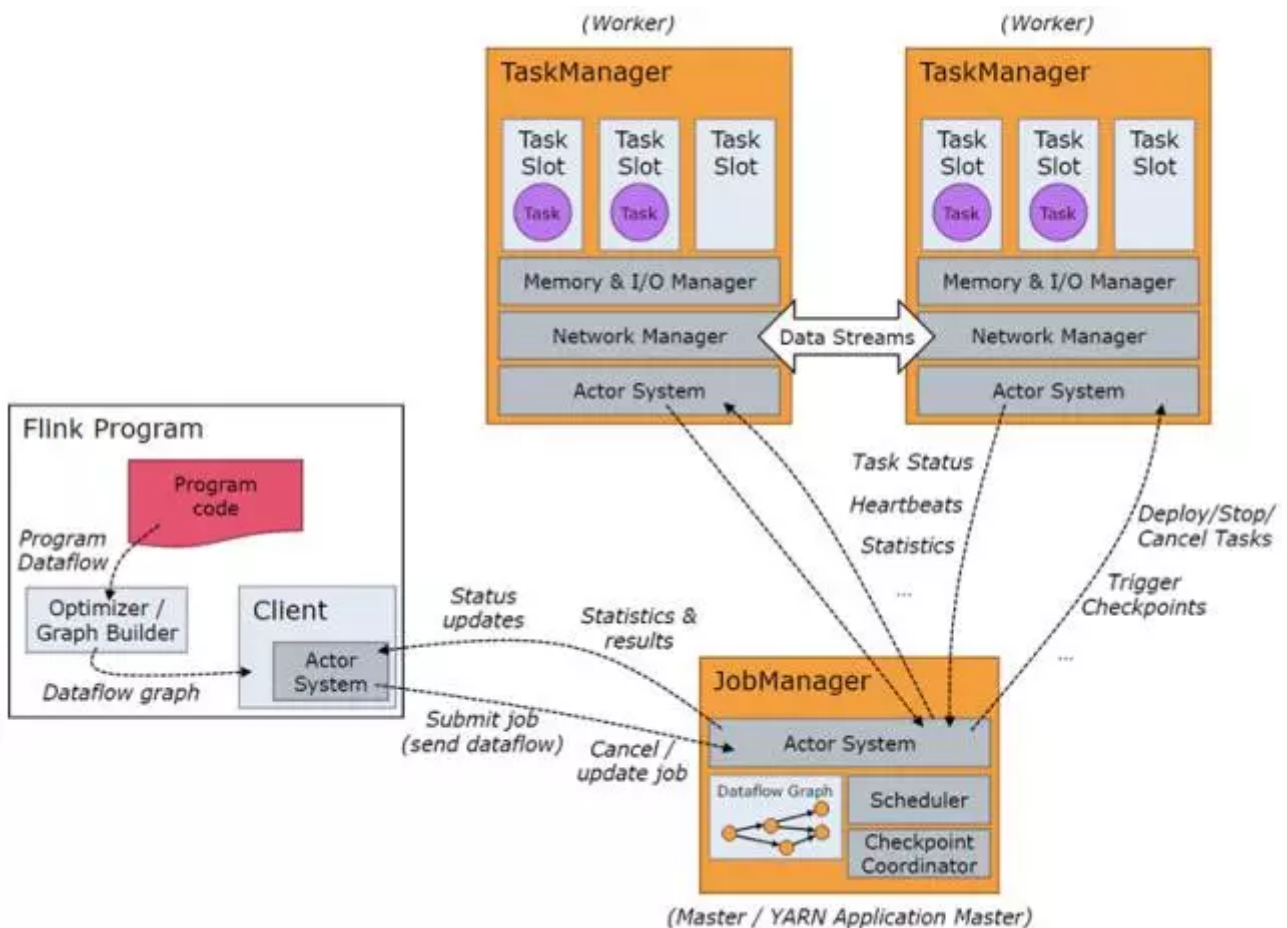 (Worker)
(Worker)
TaskManager
TaskManager
Task
Slot
Task
Slot
Task
Slot
Task
Slot
Task
Slot
Task
Slot
Task
Task
Task
Task
Memory & I/O Manager
Memory & I/O Manager
Network Manager
Data Streams
Network Manager
Actor System
Actor System
Flink Program
Program
code
Program
Dataflow
Optimizer /
Graph Builder
Dataflow graph
Client
Actor
System
Status
updates
Statistics &
results
Submit job
(send dataflow)
Cancel /
update job
Task Status
Heartbeats
Statistics
...
Deploy/Stop/
Cancel Tasks
Trigger
Checkpoints
...
JobManager
Actor System
Dataflow Graph
Scheduler
Checkpoint
Coordinator
(Master / YARN Application Master)